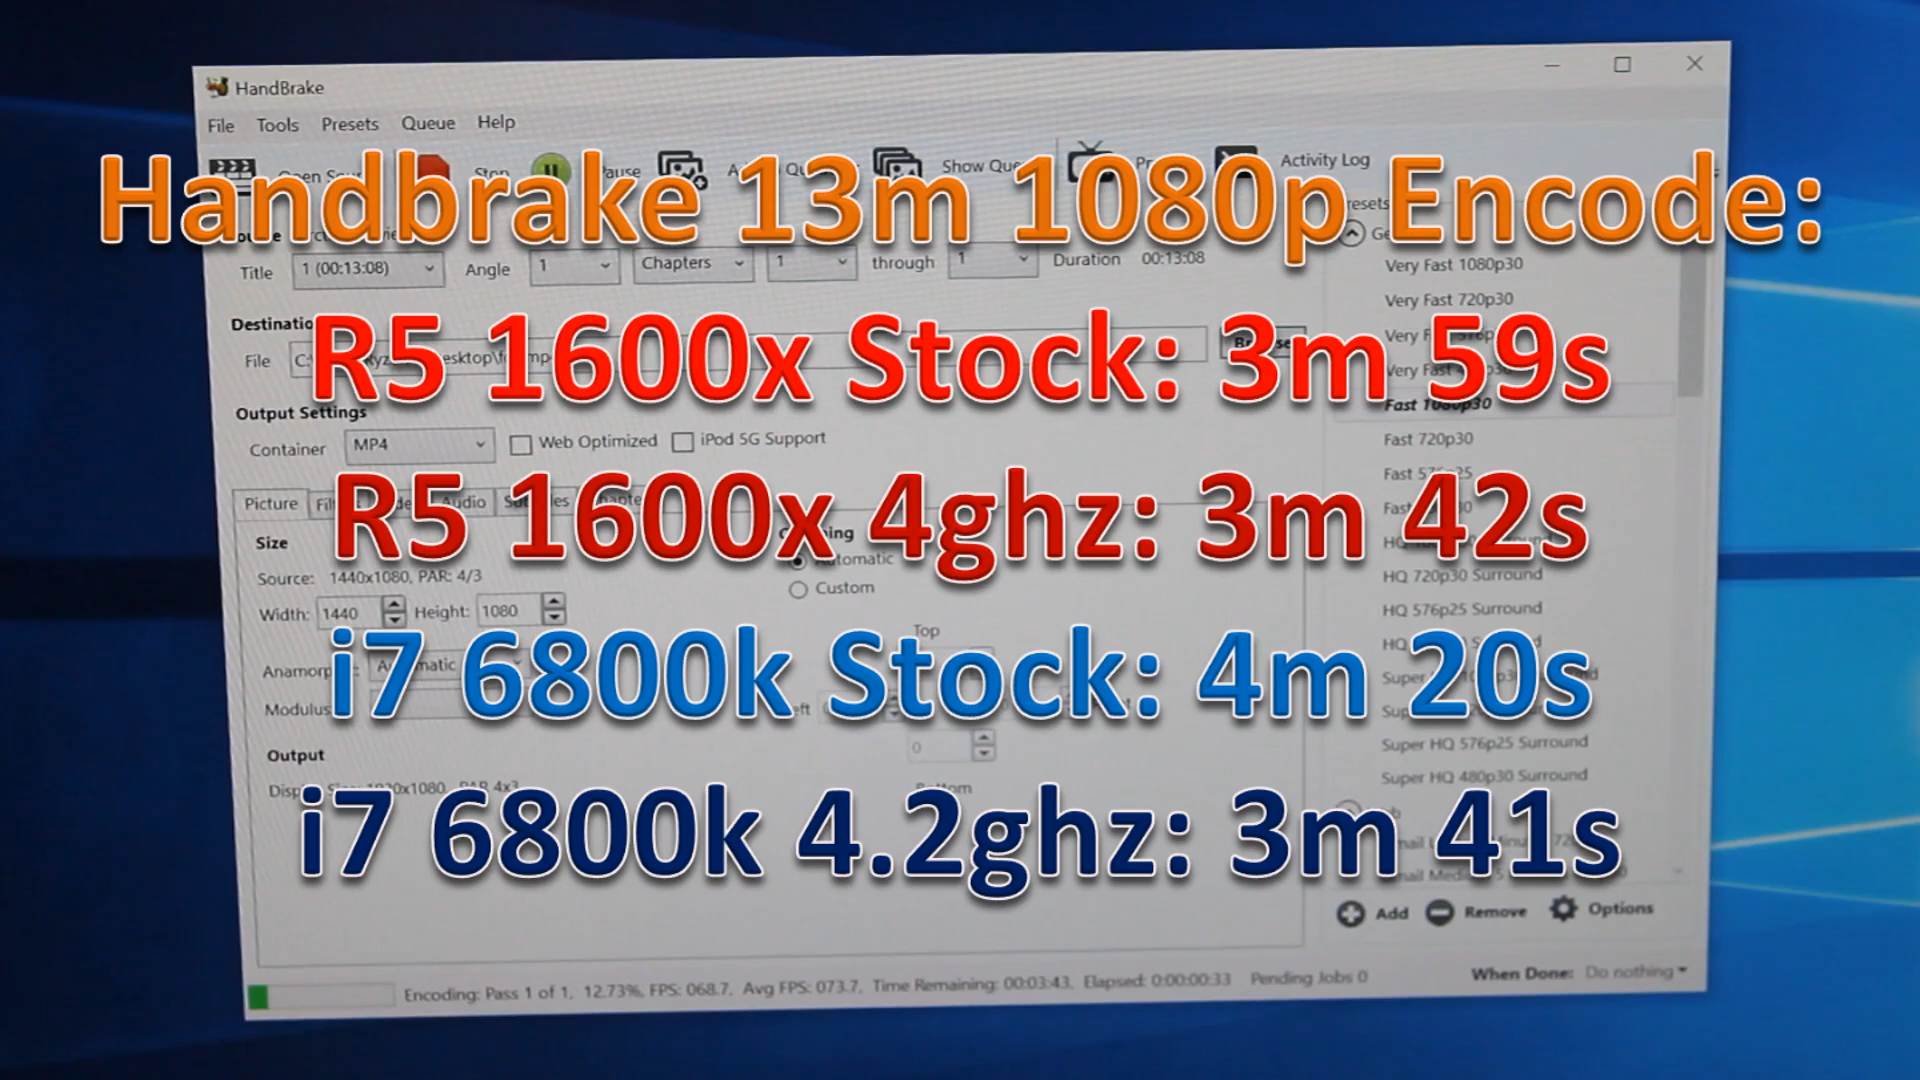 HandBrake
File Tools Presets Queue Help
Show Activity Log
Handbrake 13m 1080p Encode:
Title 1 (00:13:08) Angle 1 Chapters 1 through 1 Duration 00:13:08
Very Fast 1080p30
Very Fast 720p30
R5 1600x Stock: 3m 59s
File
Output Settings
Fast 1080p30
Container MP4 Web Optimized iPod 5G Support
Fast 720p30
Picture
R5 1600x 4ghz: 3m 42s
Size
Source: 1440x1080, PAR: 4/3
Custom
HQ 720p30 Surround
Width: 1440 Height: 1080
HQ 576p25 Surround
Top
i7 6800k Stock: 4m 20s
Modulus
Super HQ 576p25 Surround
Output
0
Super HQ 480p30 Surround
i7 6800k 4.2ghz: 3m 41s
Add Remove Options
Encoding: Pass 1 of 1, 12.73%, FPS: 068.7, Avg FPS: 073.7, Time Remaining: 00:03:43, Elapsed: 0:00:00:33 Pending Jobs 0
When Done: Do nothing